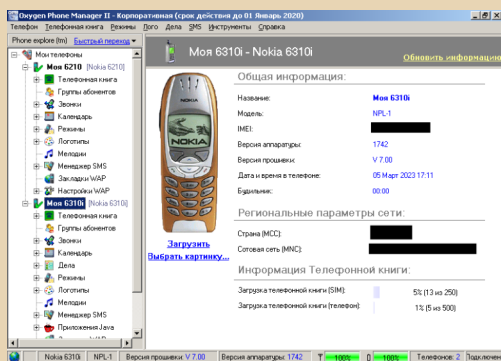 Oxygen Phone Manager II - Корпоративная (срок действия до 01 Январь 2020)
Телефон Телефонная книга Режимы Лого Дела SMS Инструменты Справка
Phone explore (fm) Быстрый переход
Мои телефоны
Моя 6210 [Nokia 6210]
Телефонная книга
Группы абонентов
Звонки
Календарь
Режимы
Логотипы
Мелодии
Менеджер SMS
Закладки WAP
Настройки WAP
Моя 6310i [Nokia 6310i]
Телефонная книга
Группы абонентов
Звонки
Календарь
Дела
Режимы
Логотипы
Мелодии
Менеджер SMS
Приложения Java
Моя 6310i - Nokia 6310i
Обновить информацию
NOKIA
NOKIA
Загрузить
Выбрать картинку...
Общая информация:
Название: Моя 6310i
Модель: NPL-1
IMEI:
Версия аппаратуры: 1742
Версия прошивки: V 7.00
Дата и время в телефоне: 05 Март 2023 17:11
Будильник: 00:00
Региональные параметры сети:
Страна (MCC):
Сотовая сеть (MNC):
Информация Телефонной книги:
Загрузка телефонной книги (SIM): 5% (13 из 250)
Загрузка телефонной книги (телефон): 1% (5 из 500)
Nokia 6310i NPL-1 Версия прошивки: V 7.00 Версия аппаратуры: 1742 100% 100% Телефонов: 2 Подключен